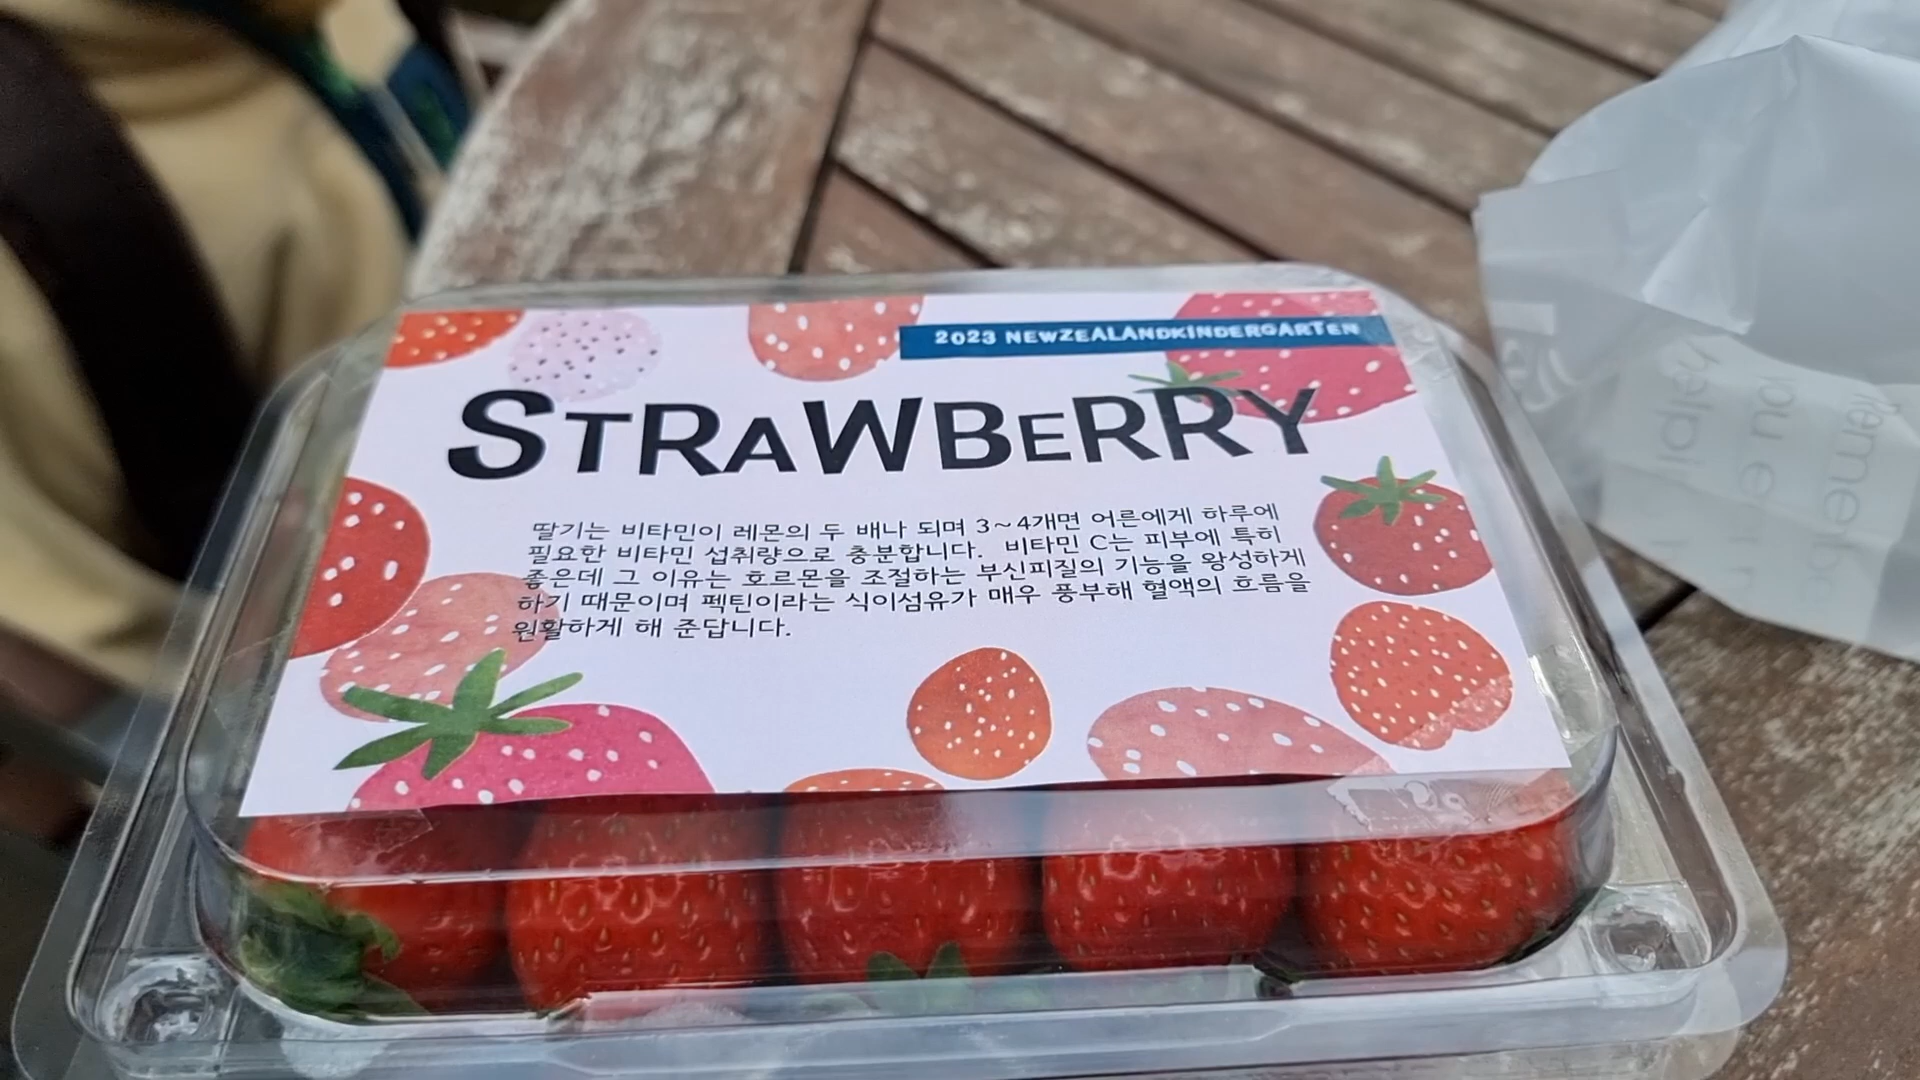 2023 NEWZEALANDKINDERGARTEN
STRAWBERRY
딸기는 비타민이 레몬의 두 배나 되며 3~4개면 어른에게 하루에
필요한 비타민 섭취량으로 충분합니다. 비타민 C는 피부에 특히
좋은데 그 이유는 호르몬을 조절하는 부신피질의 기능을 왕성하게
하기 때문이며 펙틴이라는 식이섬유가 매우 풍부해 혈액의 흐름을
원활하게 해 준답니다.